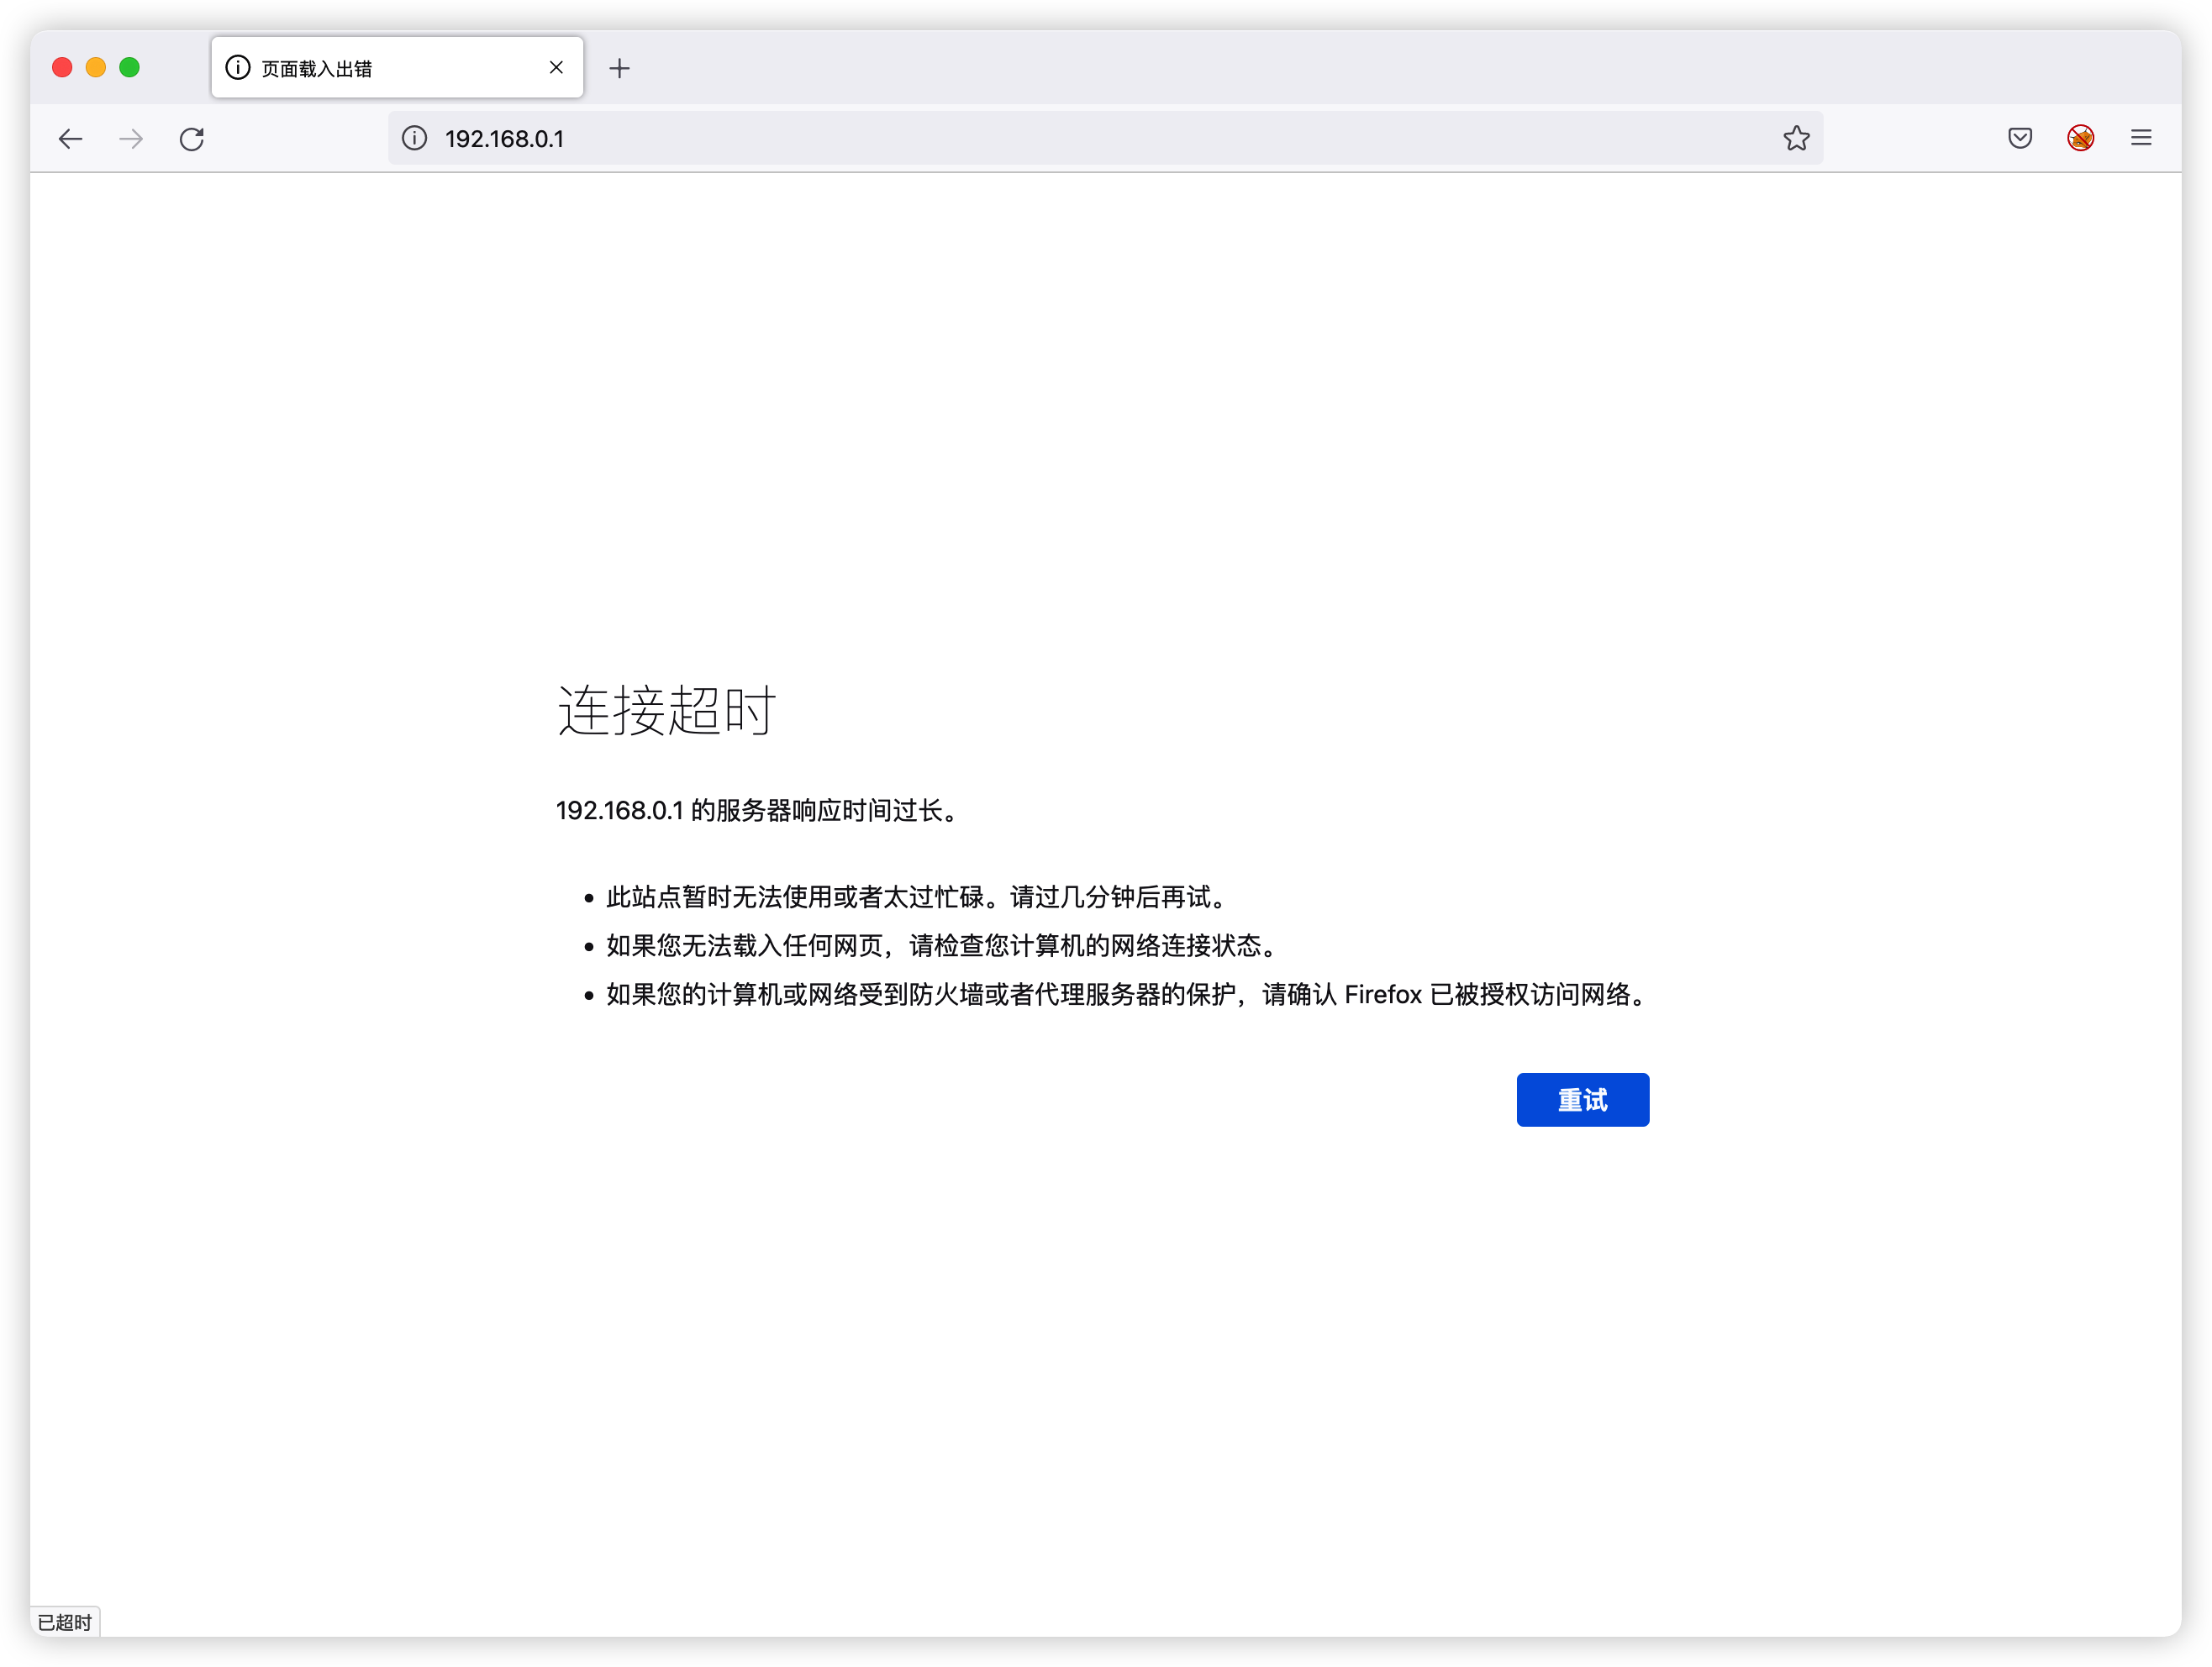 页面载入出错
192.168.0.1
连接超时
192.168.0.1 的服务器响应时间过长。
此站点暂时无法使用或者太过忙碌。请过几分钟后再试。
如果您无法载入任何网页，请检查您计算机的网络连接状态。
如果您的计算机或网络受到防火墙或者代理服务器的保护，请确认 Firefox 已被授权访问网络。
重试
已超时